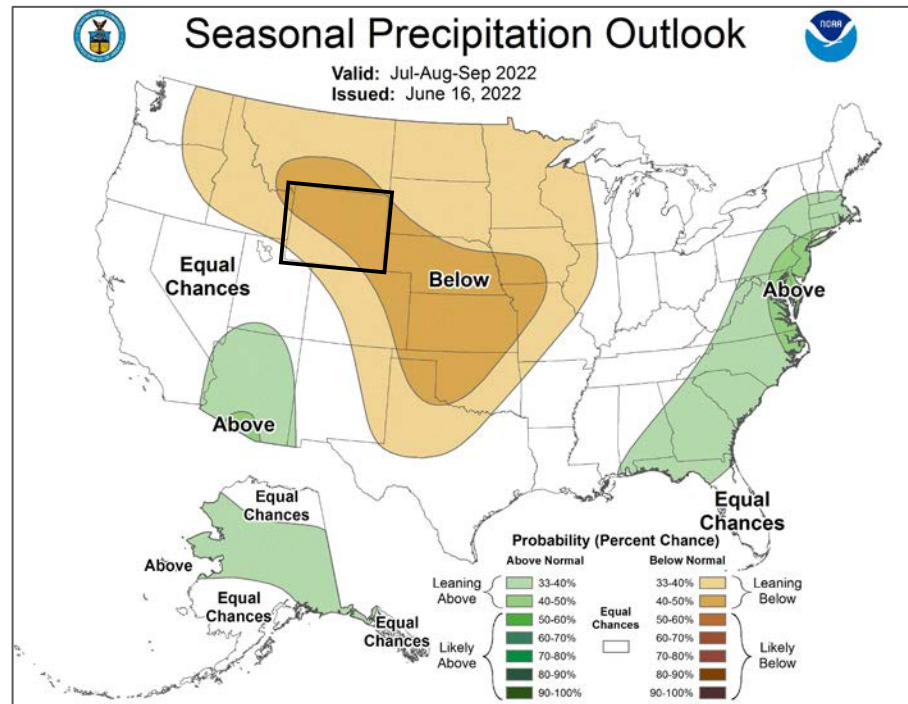 Seasonal Precipitation Outlook
NOAA
Valid: Jul-Aug-Sep 2022
Issued: June 16, 2022
Equal
Chances
Below
Above
Above
Equal
Chances
Equal
Chances
Above
Equal
Chances
Equal
Chances
Probability (Percent Chance)
Above Normal
Below Normal
Leaning
Above
33-40%
40-50%
Likely
Above
50-60%
60-70%
70-80%
80-90%
90-100%
Equal
Chances
33-40%
40-50%
Leaning
Below
50-60%
60-70%
70-80%
80-90%
90-100%
Likely
Below